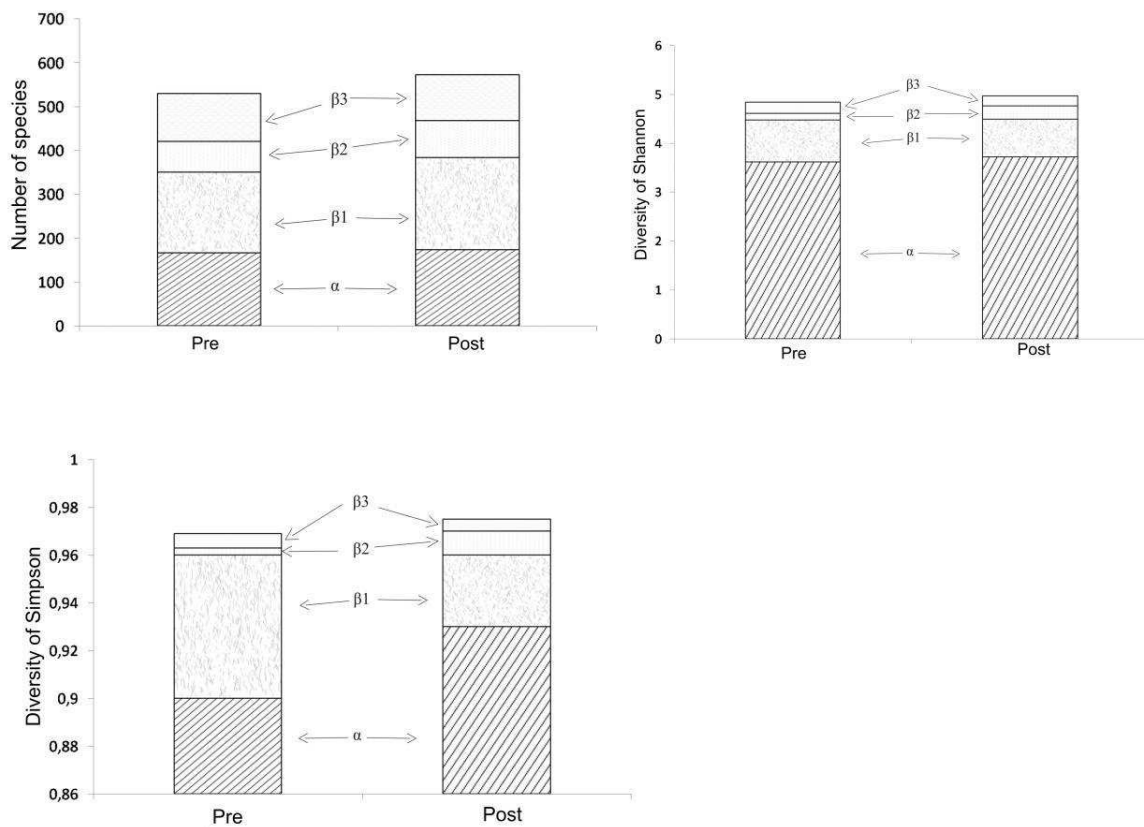 Number of species
700
600
500
400
300
200
100
0
β3
β2
β1
α
Pre
Post
Diversity of Shannon
6
5
4
3
2
1
0
β3
β2
β1
α
Pre
Post
Diversity of Simpson
1
0,98
0,96
0,94
0,92
0,9
0,88
0,86
β3
β2
β1
α
Pre
Post